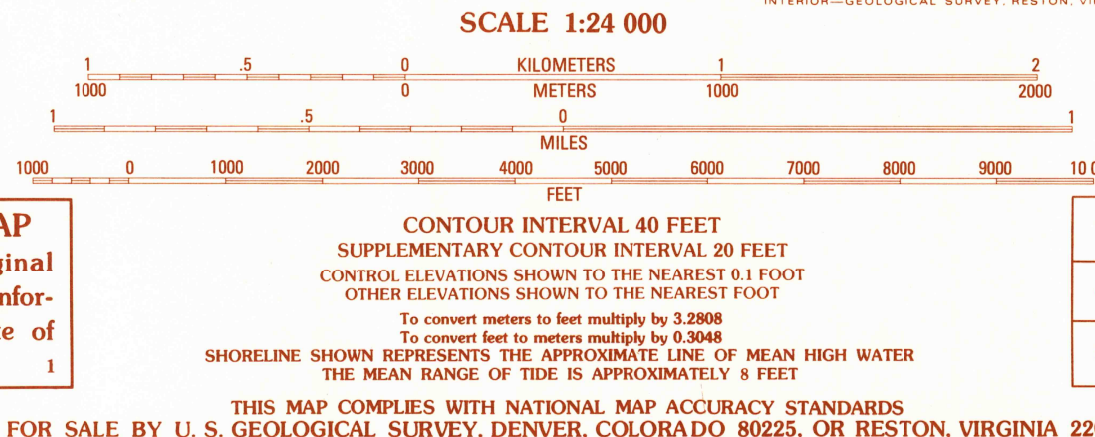 INTERIOR—GEOLOGICAL SURVEY, RESTON,
SCALE 1:24 000
1 .5 0 KILOMETERS 1 2
1000 0 METERS 1000 2000
1 .5 0 1
MILES
1000 0 1000 2000 3000 4000 5000 6000 7000 8000 9000 10 0
FEET
AP
ginal
nfor-
e of
1
CONTOUR INTERVAL 40 FEET
SUPPLEMENTARY CONTOUR INTERVAL 20 FEET
CONTROL ELEVATIONS SHOWN TO THE NEAREST 0.1 FOOT
OTHER ELEVATIONS SHOWN TO THE NEAREST FOOT
To convert meters to feet multiply by 3.2808
To convert feet to meters multiply by 0.3048
SHORELINE SHOWN REPRESENTS THE APPROXIMATE LINE OF MEAN HIGH WATER
THE MEAN RANGE OF TIDE IS APPROXIMATELY 8 FEET
THIS MAP COMPLIES WITH NATIONAL MAP ACCURACY STANDARDS
FOR SALE BY U. S. GEOLOGICAL SURVEY, DENVER, COLORADO 80225, OR RESTON, VIRGINIA